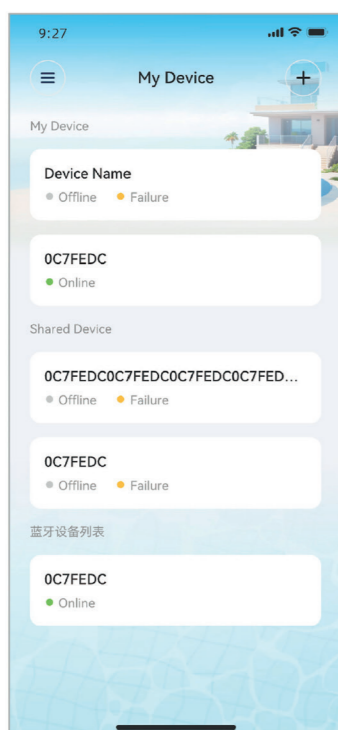 9:27
My Device
My Device
Device Name
Offline Failure
0C7FEDC
Online
Shared Device
0C7FEDC0C7FEDC0C7FEDC0C7FED...
Offline Failure
0C7FEDC
Offline Failure
蓝牙设备列表
0C7FEDC
Online